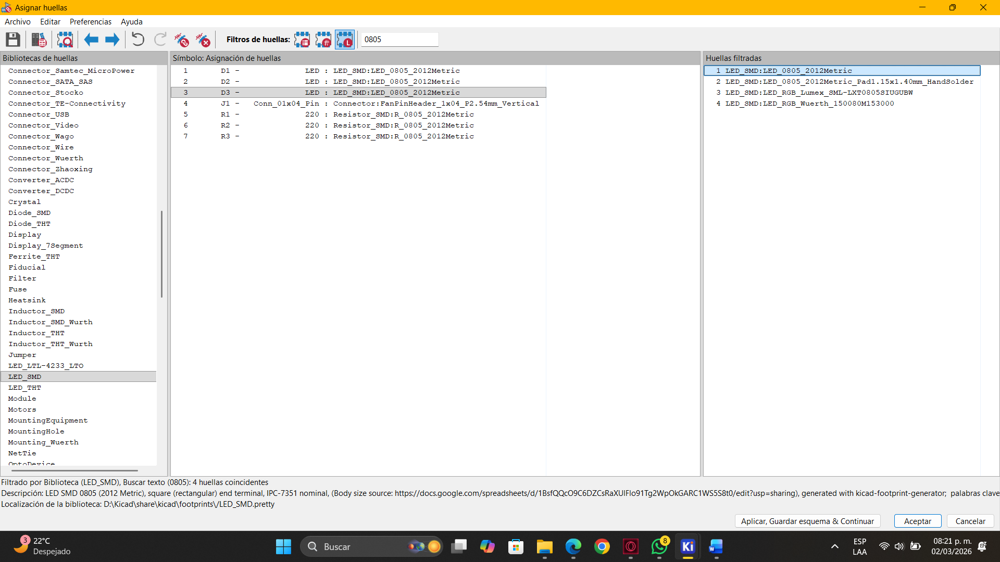 Asignar huellas
Archivo Editar Preferencias Ayuda
Filtros de huellas: 0805
Bibliotecas de huellas
Connector_Samtec_MicroPower
Connector_SATA_SAS
Connector_Stocko
Connector_TE-Connectivity
Connector_USB
Connector_Video
Connector_Wago
Connector_Wire
Connector_Wuerth
Connector_Zhaoxing
Converter_ACDC
Converter_DCDC
Crystal
Diode_SMD
Diode_THT
Display
Display_7Segment
Ferrite_THT
Fiducial
Filter
Fuse
Heatsink
Inductor_SMD
Inductor_SMD_Wurth
Inductor_THT
Inductor_THT_Wurth
Jumper
LED_LTL-4233_LTO
LED_SMD
LED_THT
Module
Motors
MountingEquipment
MountingHole
Mounting_Wuerth
NetTie
OptoDevice
Símbolo: Asignación de huellas
1 D1 - LED : LED_SMD:LED_0805_2012Metric
2 D2 - LED : LED_SMD:LED_0805_2012Metric
3 D3 - LED : LED_SMD:LED_0805_2012Metric
4 J1 - Conn_01x04_Pin : Connector:FanPinHeader_1x04_P2.54mm_Vertical
5 R1 - 220 : Resistor_SMD:R_0805_2012Metric
6 R2 - 220 : Resistor_SMD:R_0805_2012Metric
7 R3 - 220 : Resistor_SMD:R_0805_2012Metric
Huellas filtradas
1 LED_SMD:LED_0805_2012Metric
2 LED_SMD:LED_0805_2012Metric_Pad1.15x1.40mm_HandSolder
3 LED_SMD:LED_RGB_Lumex_SML-LXT0805SIUGUBW
4 LED_SMD:LED_RGB_Wuerth_150080M153000
Filtrado por Biblioteca (LED_SMD), Buscar texto (0805): 4 huellas coincidentes
Descripción: LED SMD 0805 (2012 Metric), square (rectangular) end terminal, IPC-7351 nominal, (Body size source: https://docs.google.com/spreadsheets/d/1BsfQQcO9C6DZCsRaXUlFlo91Tg2WpOkGARC1WS5S8t0/edit?usp=sharing), generated with kicad-footprint-generator; palabras clave
Localización de la biblioteca: D:\Kicad\share\kicad\footprints\/LED_SMD.pretty
Aplicar, Guardar esquema & Continuar Aceptar Cancelar
3
22°C
Despejado
Buscar
8
Ki
W
ESP
LAA
08:21 p. m.
02/03/2026